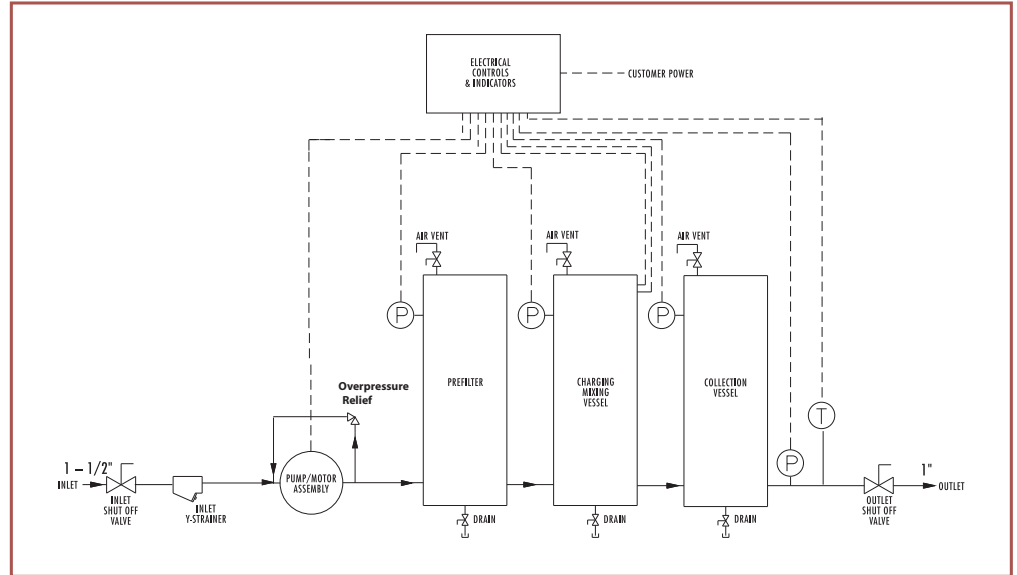 ELECTRICAL
CONTROLS
& INDICATORS
CUSTOMER POWER
AIR VENT
AIR VENT
AIR VENT
P
P
P
PREFILTER
CHARGING
MIXING
VESSEL
COLLECTION
VESSEL
Overpressure
Relief
T
P
1 – 1/2"
INLET
INLET
SHUT OFF
VALVE
INLET
Y-STRAINER
PUMP/MOTOR
ASSEMBLY
1"
OUTLET
OUTLET
SHUT OFF
VALVE
DRAIN
DRAIN
DRAIN